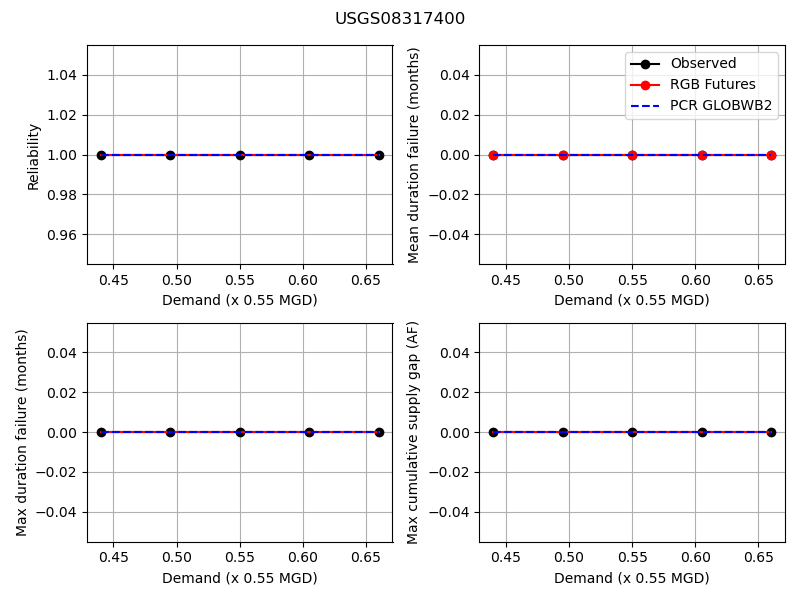 USGS08317400
Reliability
1.04
1.02
1.00
0.98
0.96
0.45 0.50 0.55 0.60 0.65
Demand (x 0.55 MGD)
Mean duration failure (months)
0.04
0.02
0.00
−0.02
−0.04
Observed
RGB Futures
PCR GLOBWB2
0.45 0.50 0.55 0.60 0.65
Demand (x 0.55 MGD)
Max duration failure (months)
0.04
0.02
0.00
−0.02
−0.04
0.45 0.50 0.55 0.60 0.65
Demand (x 0.55 MGD)
Max cumulative supply gap (AF)
0.04
0.02
0.00
−0.02
−0.04
0.45 0.50 0.55 0.60 0.65
Demand (x 0.55 MGD)